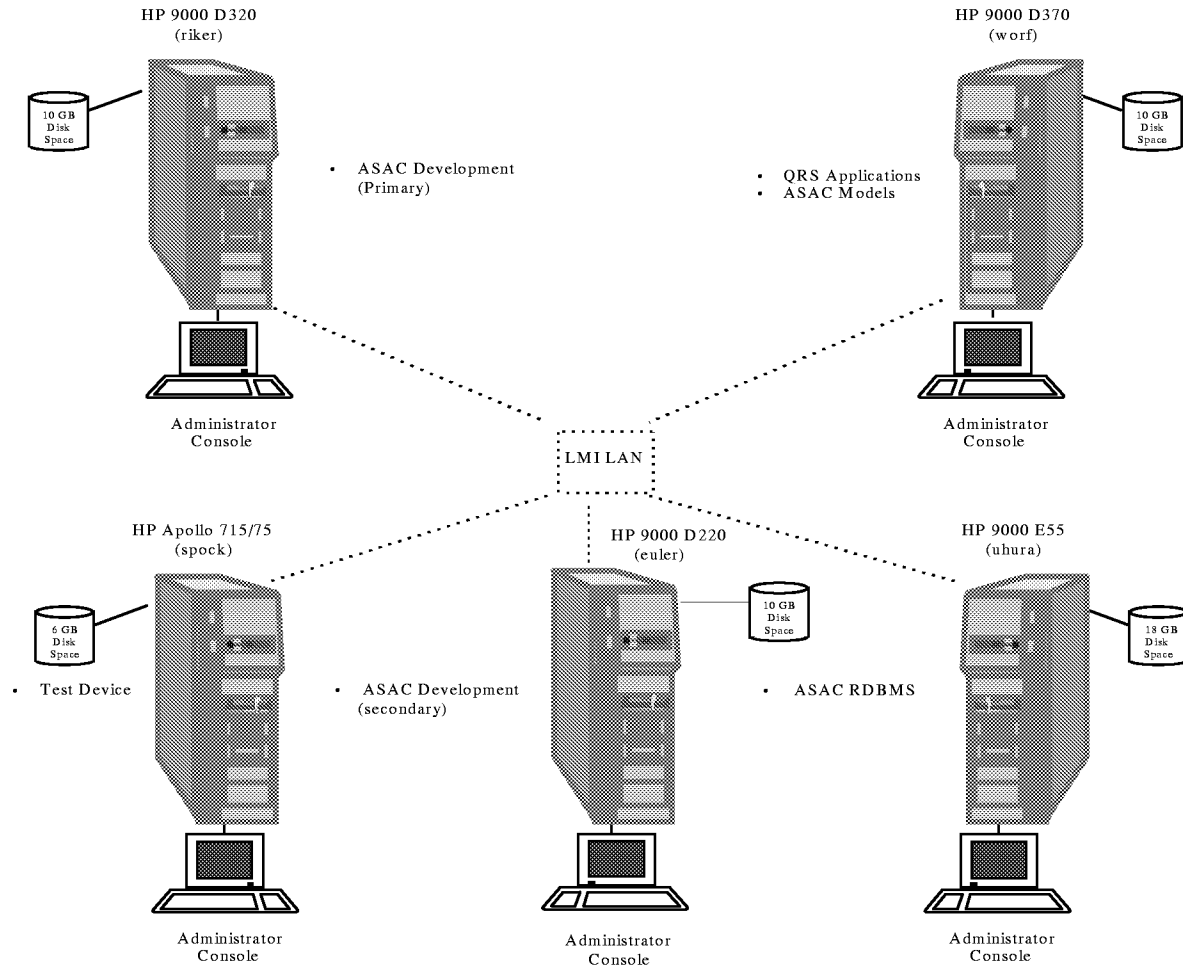 HP 9000 D320
(riker)
HP 9000 D370
(worf)
10 GB
Disk
Space
10 GB
Disk
Space
• ASAC Development
(Primary)
• QRS Applications
• ASAC Models
Administrator
Console
Administrator
Console
LMI LAN
HP Apollo 715/75
(spock)
HP 9000 D220
(euler)
HP 9000 E55
(uhura)
6 GB
Disk
Space
10 GB
Disk
Space
18 GB
Disk
Space
• Test Device
• ASAC Development
(secondary)
• ASAC RDBMS
Administrator
Console
Administrator
Console
Administrator
Console